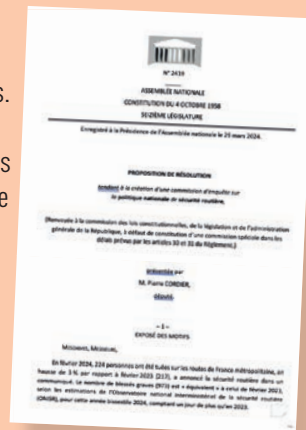 s.
s
e
N° 2439
ASSEMBLÉE NATIONALE
CONSTITUTION DU 4 OCTOBRE 1958
SEIZIÈME LÉGISLATURE
Enregistré à la Présidence de l'Assemblée nationale le 25 mars 2024.
PROPOSITION DE RÉSOLUTION
tendant à la création d'une commission d'enquête sur
la politique nationale de sécurité routière,
(Renvoyée à la commission des lois constitutionnelles, de la législation et de l'administration
générale de la République, à défaut de constitution d'une commission spéciale dans les
délais prévus par les articles 30 et 31 du Règlement.)
présentée par
M. Pierre CORDIER,
député.
– 1 –
EXPOSÉ DES MOTIFS
MESDAMES, MESSIEURS,
En février 2024, 224 personnes ont été tuées sur les routes de France métropolitaine, en
hausse de 3 % par rapport à février 2023 (217), a annoncé la sécurité routière dans un
communiqué. Le nombre de blessés graves (973) est « équivalent » à celui de février 2023,
selon les estimations de l'Observatoire national interministériel de la sécurité routière
(ONISR), pour cette année bissextile 2024, comptant un jour de plus qu'en 2023.